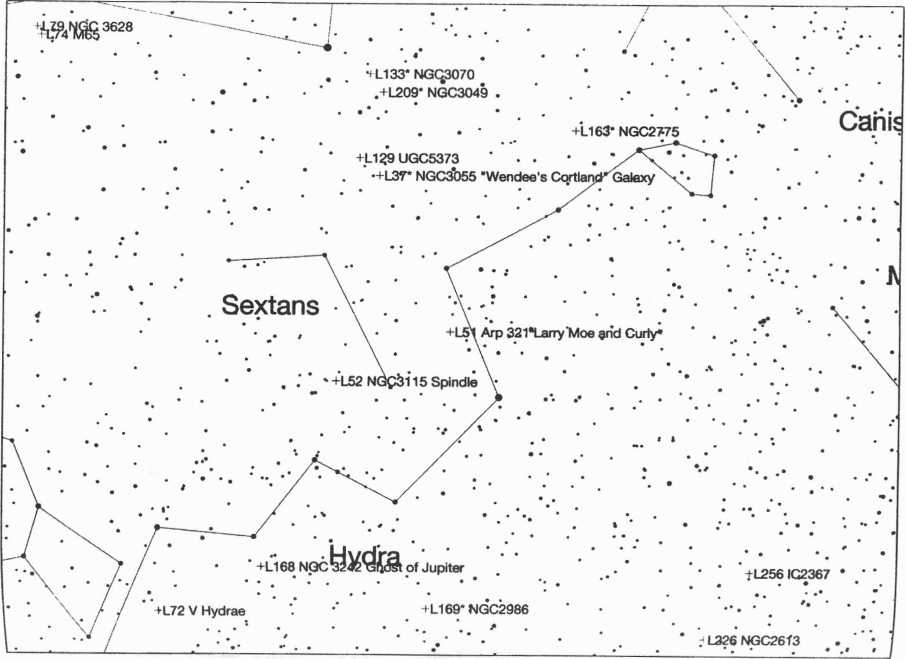 +L79 NGC 3628
+L74 M65
+L133* NGC3070
+L209* NGC3049
Canis
+L163* NGC2775
+L129 UGC5373
+L37* NGC3055 "Wendee's Cortland" Galaxy
M
Sextans
+L51 Arp 321"Larry Moe and Curly"
+L52 NGC3115 Spindle
Hydra
+L168 NGC 3242 Ghost of Jupiter
+L256 IC2367
+L72 V Hydrae
+L169* NGC2986
+L226 NGC2613